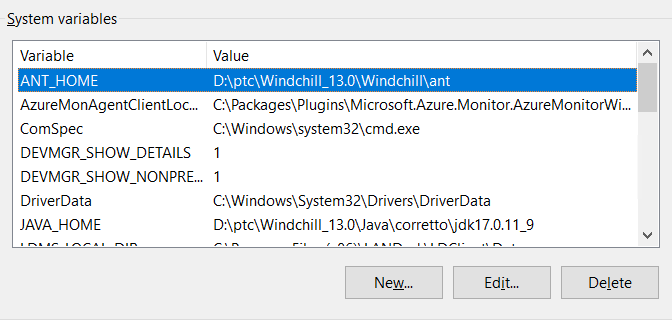 System variables
Variable Value
ANT_HOME D:\ptc\Windchill_13.0\Windchill\ant
AzureMonAgentClientLoc... C:\Packages\Plugins\Microsoft.Azure.Monitor.AzureMonitorWi...
ComSpec C:\Windows\system32\cmd.exe
DEVMGR_SHOW_DETAILS 1
DEVMGR_SHOW_NONPRE... 1
DriverData C:\Windows\System32\Drivers\DriverData
JAVA_HOME D:\ptc\Windchill_13.0\Java\corretto\jdk17.0.11_9
New... Edit... Delete